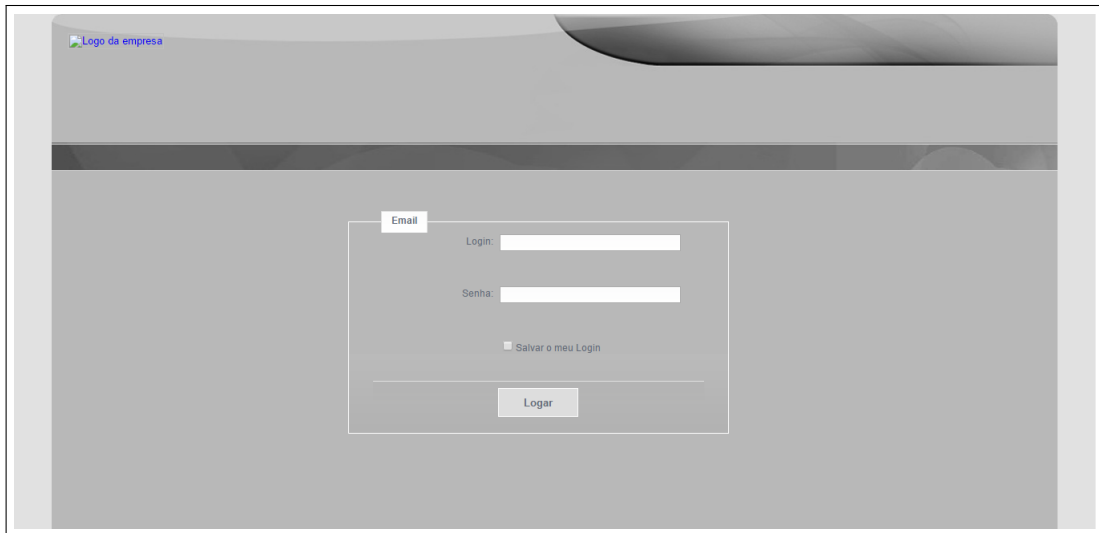 Logo da empresa
Email
Login:
Senha:
Salvar o meu Login
Logar